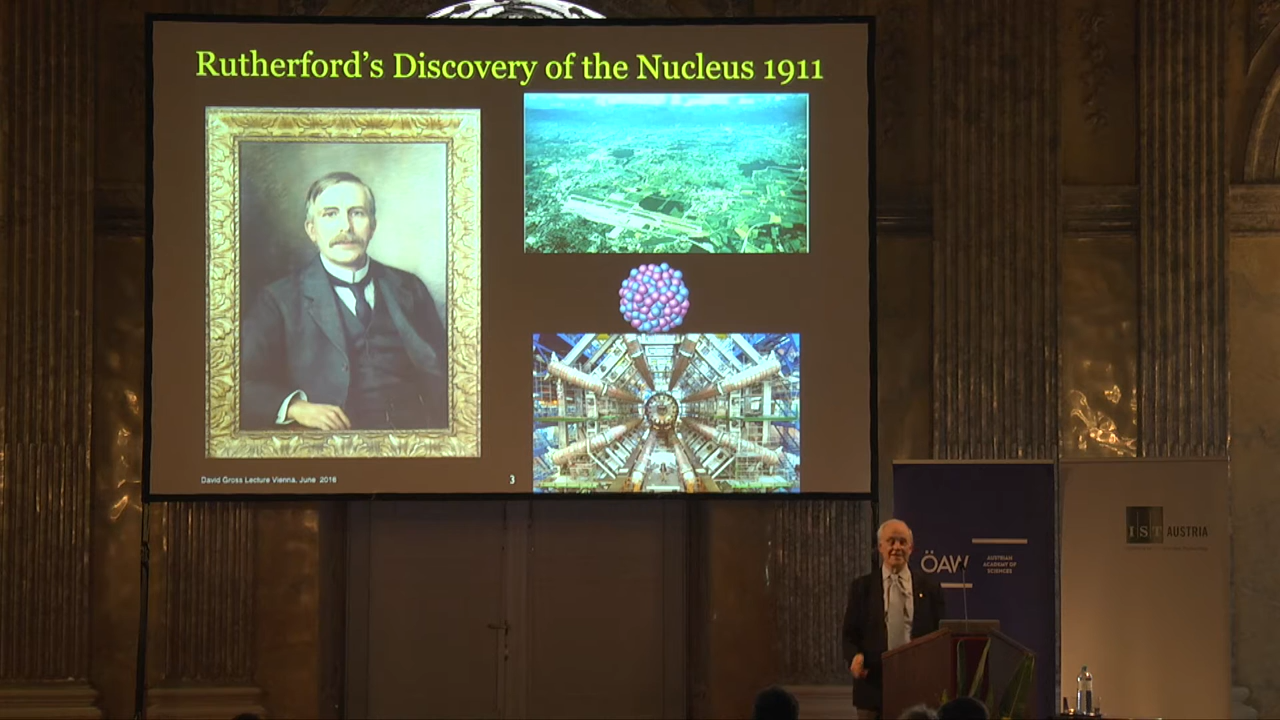 Rutherford's Discovery of the Nucleus 1911
David Gross Lecture Vienna, June 2016
3
ÖAW
AUSTRIAN
ACADEMY OF
SCIENCES
IST AUSTRIA